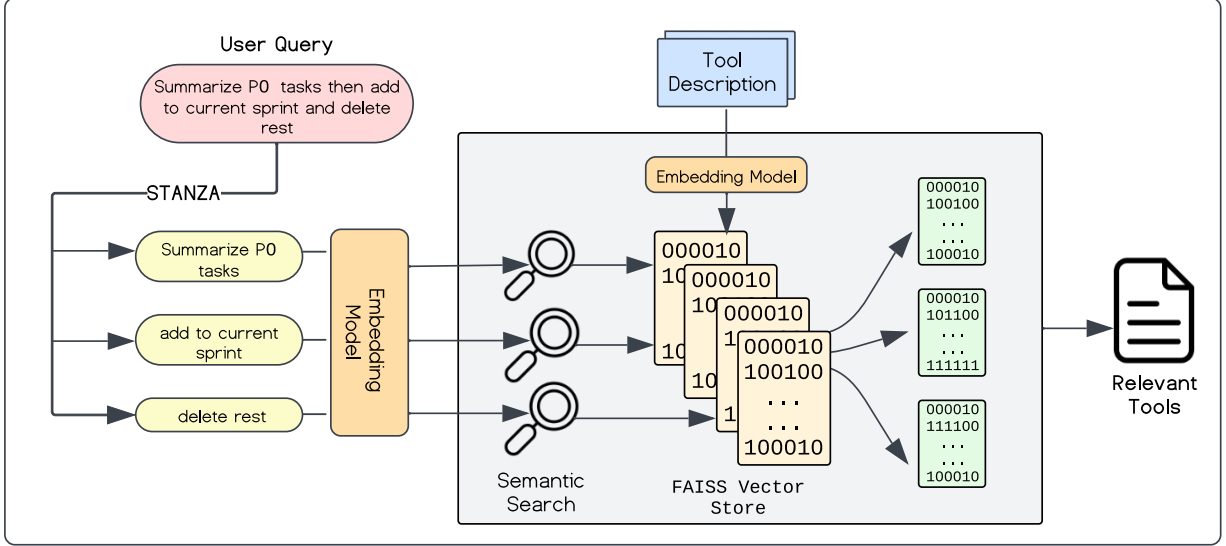 User Query
Summarize P0 tasks then add
to current sprint and delete
rest
STANZA
Summarize P0
tasks
add to current
sprint
delete rest
Embedding
Model
Tool
Description
Embedding Model
Semantic
Search
000010
10
10
000010
10
10
000010
1
1
000010
100100
...
...
100010
FAISS Vector
Store
000010
100100
...
...
100010
000010
101100
...
...
111111
000010
111100
...
...
100010
Relevant
Tools